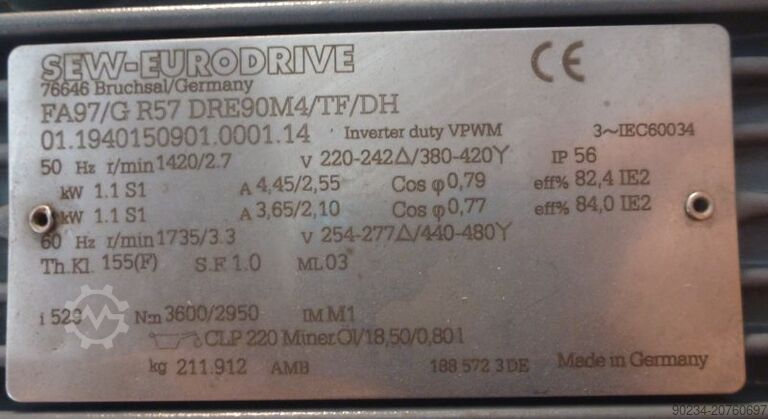 SEW-EURODRIVE CE
76646 Bruchsal/Germany
FA97/G R57 DRE90M4/TF/DH
01.1940150901.0001.14 Inverter duty VPWM 3~IEC60034
50 Hz r/min 1420/2.7 V 220-242Δ/380-420Y IP 56
kW 1.1 S1 A 4,45/2,55 Cos φ 0,79 eff% 82,4 IE2
kW 1.1 S1 A 3,65/2,10 Cos φ 0,77 eff% 84,0 IE2
60 Hz r/min 1735/3.3 V 254-277Δ/440-480Y
Th.Kl. 155(F) S.F. 1.0 ML 03
i 529 Nm 3600/2950 IM M1
CLP 220 Miner.Öl/18,50/0,80 l
kg 211.912 AMB 188 572 3 DE Made in Germany
90234-20760697